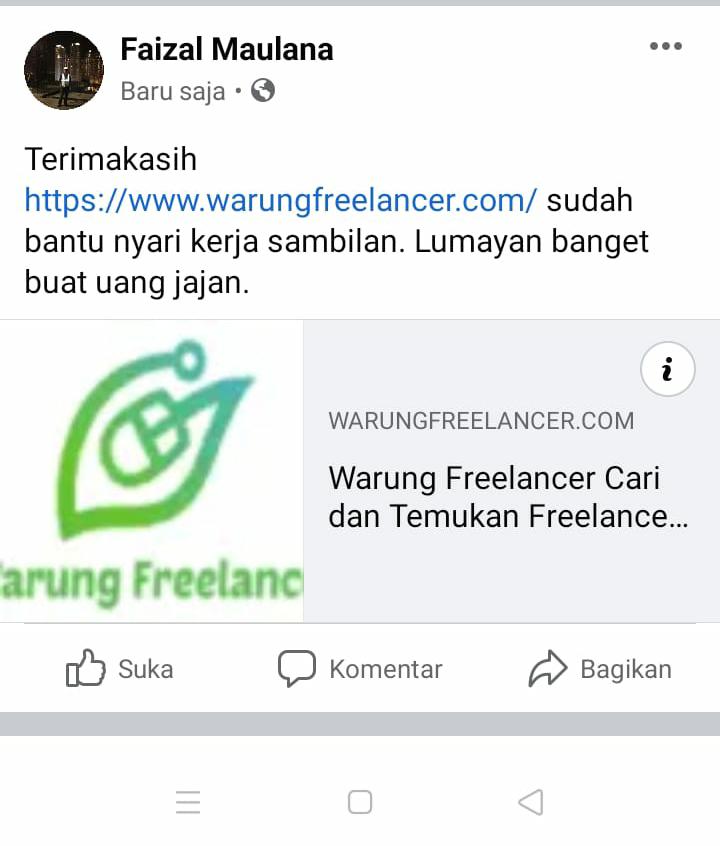 Faizal Maulana
Baru saja •
Terimakasih
https://www.warungfreelancer.com/ sudah
bantu nyari kerja sambilan. Lumayan banget
buat uang jajan.
arung Freelanc
i
WARUNGFREELANCER.COM
Warung Freelancer Cari
dan Temukan Freelance...
Suka
Komentar
Bagikan